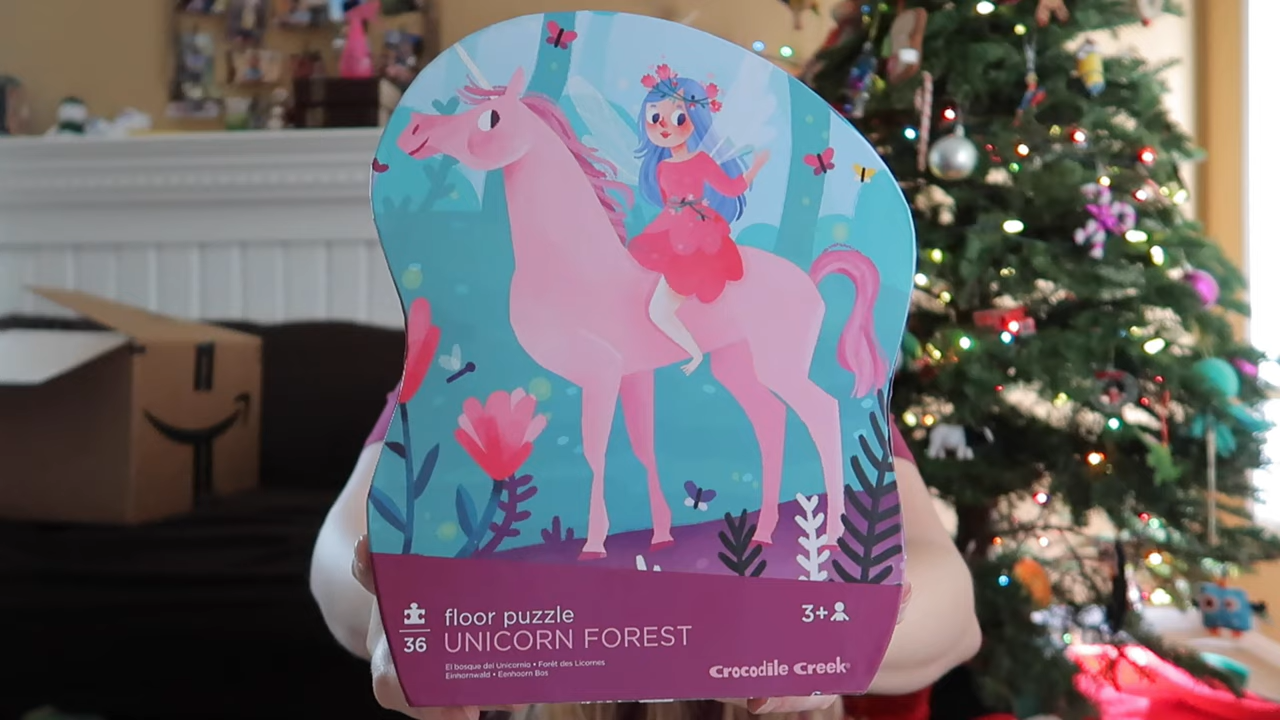 floor puzzle
3+
36
UNICORN FOREST
El bosque del Unicornio • Forêt des Licornes
Einhornwald • Eenhoorn Bos
Crocodile Creek®